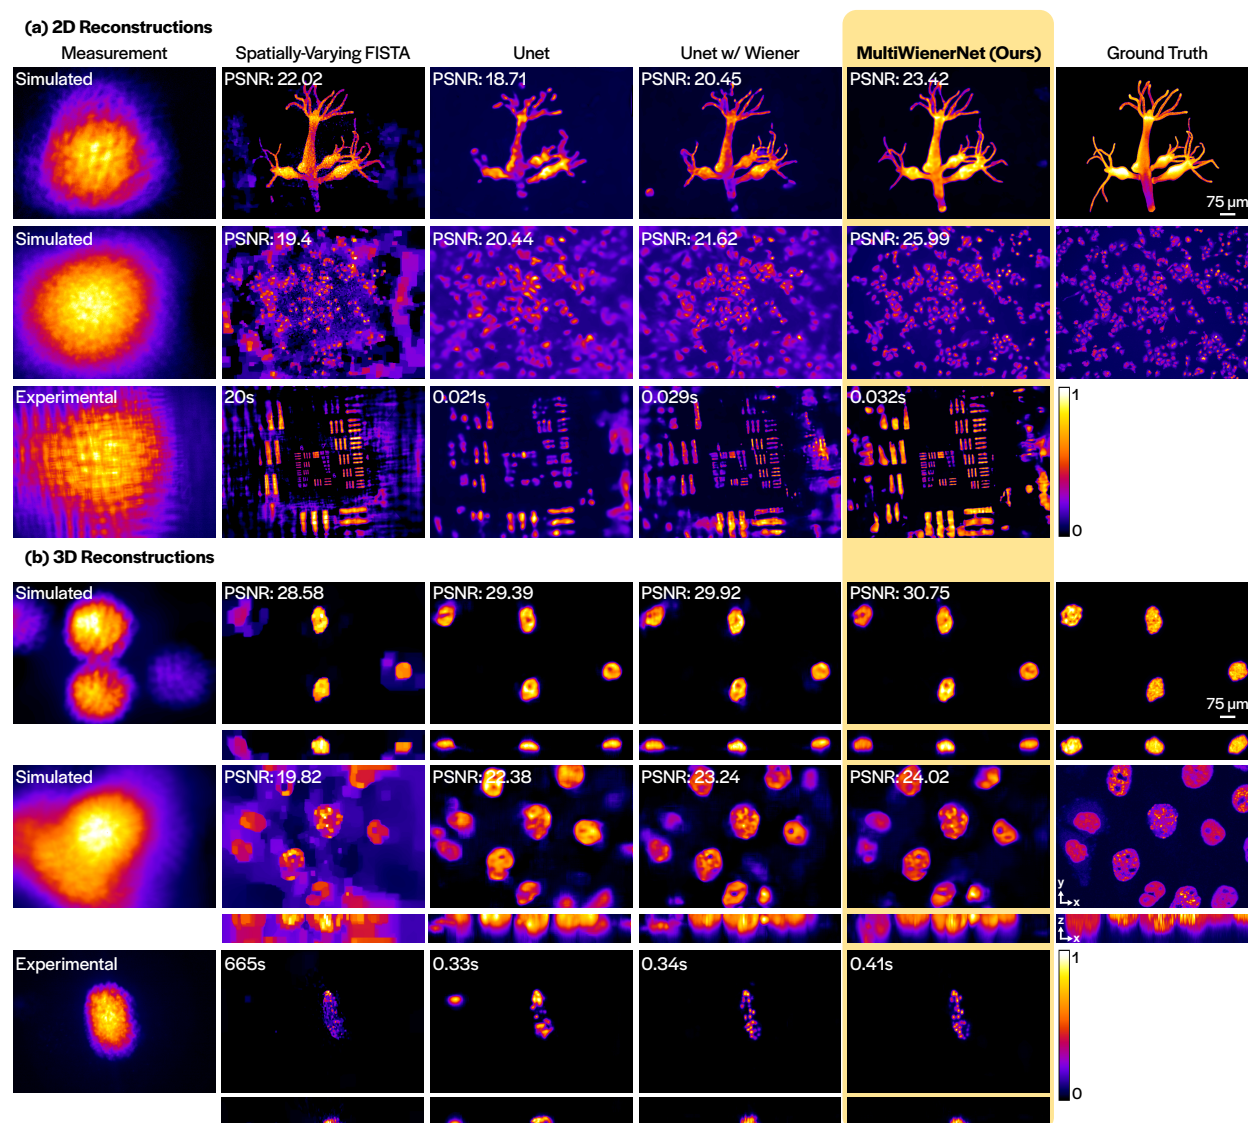 (a) 2D Reconstructions
Measurement Spatially-Varying FISTA Unet Unet w/ Wiener MultiWienerNet (Ours) Ground Truth
Simulated PSNR: 22.02 PSNR: 18.71 PSNR: 20.45 PSNR: 23.42
75 µm
Simulated PSNR: 19.4 PSNR: 20.44 PSNR: 21.62 PSNR: 25.99
Experimental 20s 0.021s 0.029s 0.032s 1
0
(b) 3D Reconstructions
Simulated PSNR: 28.58 PSNR: 29.39 PSNR: 29.92 PSNR: 30.75
75 µm
Simulated PSNR: 19.82 PSNR: 22.38 PSNR: 23.24 PSNR: 24.02
y
x
z
x
Experimental 665s 0.33s 0.34s 0.41s 1
0